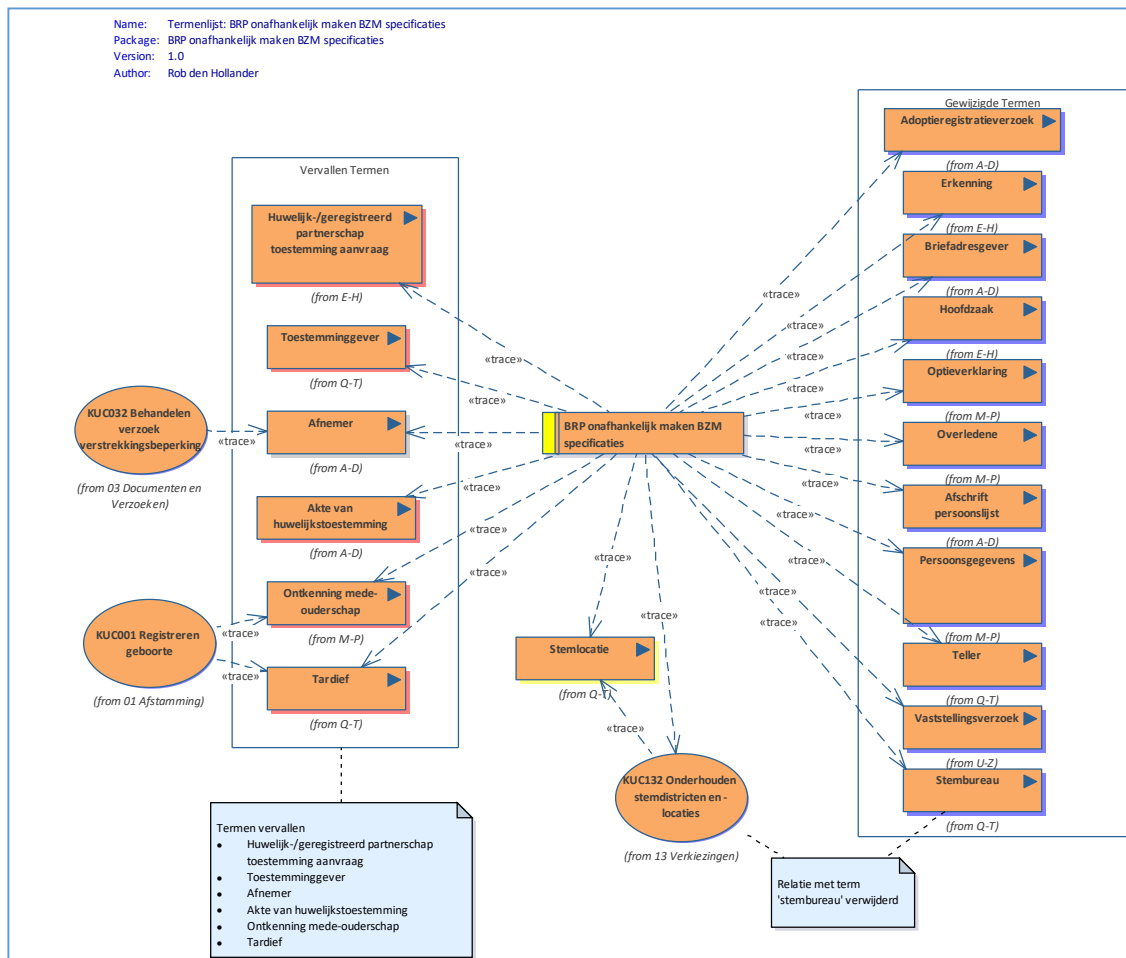 Name: Termenlijst: BRP onafhankelijk maken BZM specificaties
Package: BRP onafhankelijk maken BZM specificaties
Version: 1.0
Author: Rob den Hollander
Vervallen Termen
Huwelijk-/geregistreerd
partnerschap
toestemming aanvraag
(from E-H)
Toestemminggever
(from Q-T)
Afnemer
(from A-D)
Akte van
huwelijkstoestemming
(from A-D)
Ontkenning mede-
ouderschap
(from M-P)
Tardief
(from Q-T)
KUC032 Behandelen
verzoek
verstrekkingsbeperking
(from 03 Documenten en
Verzoeken)
«trace»
KUC001 Registreren
geboorte
(from 01 Afstamming)
«trace»
«trace»
BRP onafhankelijk maken BZM
specificaties
«trace»
«trace»
«trace»
«trace»
«trace»
«trace»
«trace»
«trace»
Stemlocatie
(from Q-T)
«trace»
KUC132 Onderhouden
stemdistricten en -
locaties
(from 13 Verkiezingen)
«trace»
«trace»
«trace»
«trace»
«trace»
«trace»
«trace»
«trace»
«trace»
«trace»
«trace»
Gewijzigde Termen
Adoptieregistratieverzoek
(from A-D)
Erkenning
(from E-H)
Briefadresgever
(from A-D)
Hoofdzaak
(from E-H)
Optieverklaring
(from M-P)
Overledene
(from M-P)
Afschrift
persoonslijst
(from A-D)
Persoonsgegevens
(from M-P)
Teller
(from Q-T)
Vaststellingsverzoek
(from U-Z)
Stembureau
(from Q-T)
Termen vervallen
• Huwelijk-/geregistreerd partnerschap
toestemming aanvraag
• Toestemminggever
• Afnemer
• Akte van huwelijkstoestemming
• Ontkenning mede-ouderschap
• Tardief
Relatie met term
'stembureau' verwijderd